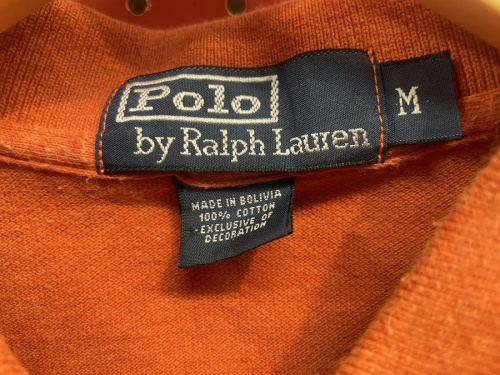 Polo
by Ralph Lauren
M
MADE IN BOLIVIA
100% COTTON
EXCLUSIVE OF
DECORATION